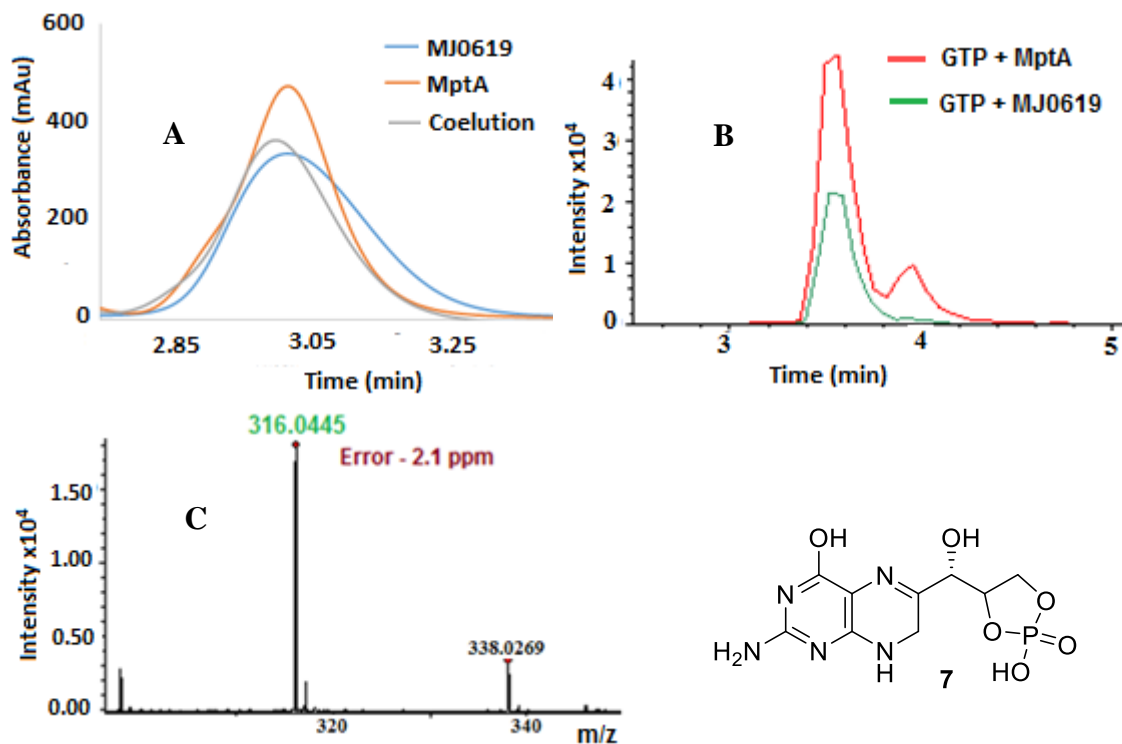 600
400
200
0
Absorbance (mAu)
A
MJ0619
MptA
Coelution
2.85 3.05 3.25
Time (min)
4
3
2
1
0
Intensity x10⁴
B
GTP + MptA
GTP + MJ0619
3 4 5
Time (min)
316.0445
Error - 2.1 ppm
1.50
1.00
0.50
0.00
Intensity x10⁴
C
338.0269
320 340
m/z
OH OH
N N
O
H₂N N N
H
O P O
HO
7